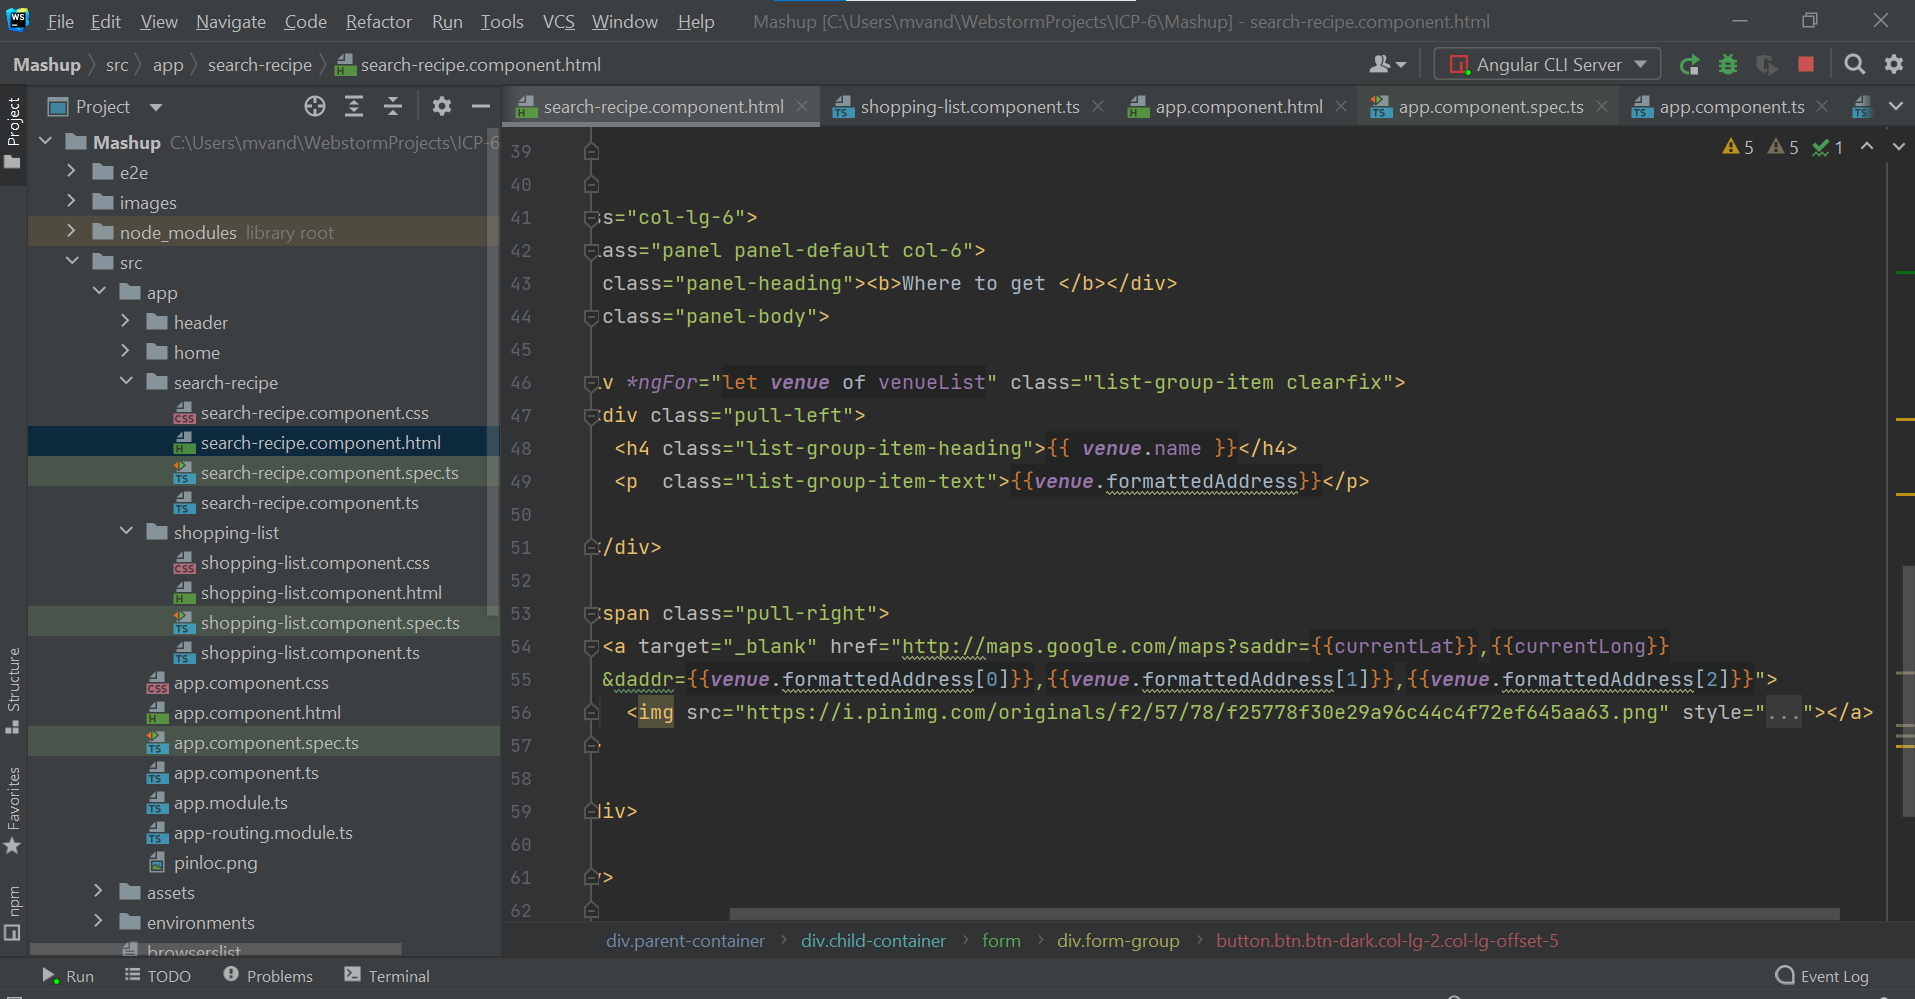 WS File Edit View Navigate Code Refactor Run Tools VCS Window Help Mashup [C:\Users\mvand\WebstormProjects\ICP-6\Mashup] - search-recipe.component.html
Mashup src app search-recipe search-recipe.component.html Angular CLI Server
Project
Project
search-recipe.component.html shopping-list.component.ts app.component.html app.component.spec.ts app.component.ts
Mashup C:\Users\mvand\WebstormProjects\ICP-6
e2e
images
node_modules library root
src
app
header
home
search-recipe
search-recipe.component.css
search-recipe.component.html
search-recipe.component.spec.ts
search-recipe.component.ts
shopping-list
shopping-list.component.css
shopping-list.component.html
shopping-list.component.spec.ts
shopping-list.component.ts
app.component.css
app.component.html
app.component.spec.ts
app.component.ts
app.module.ts
app-routing.module.ts
pinloc.png
assets
environments
browserslist
Structure
Favorites
npm
5 5 1
39
40
41 ss="col-lg-6">
42 lass="panel panel-default col-6">
43 class="panel-heading"><b>Where to get </b></div>
44 class="panel-body">
45
46 iv *ngFor="let venue of venueList" class="list-group-item clearfix">
47 <div class="pull-left">
48 <h4 class="list-group-item-heading">{{ venue.name }}</h4>
49 <p  class="list-group-item-text">{{venue.formattedAddress}}</p>
50
51 </div>
52
53 <span class="pull-right">
54 <a target="_blank" href="http://maps.google.com/maps?saddr={{currentLat}},{{currentLong}}
55 &daddr={{venue.formattedAddress[0]}},{{venue.formattedAddress[1]}},{{venue.formattedAddress[2]}}">
56 <img src="https://i.pinimg.com/originals/f2/57/78/f25778f30e29a96c44c4f72ef645aa63.png" style="..."></a>
57 >
58
59 div>
60
61 v>
62
div.parent-container div.child-container form div.form-group button.btn.btn-dark.col-lg-2.col-lg-offset-5
Run TODO Problems Terminal Event Log